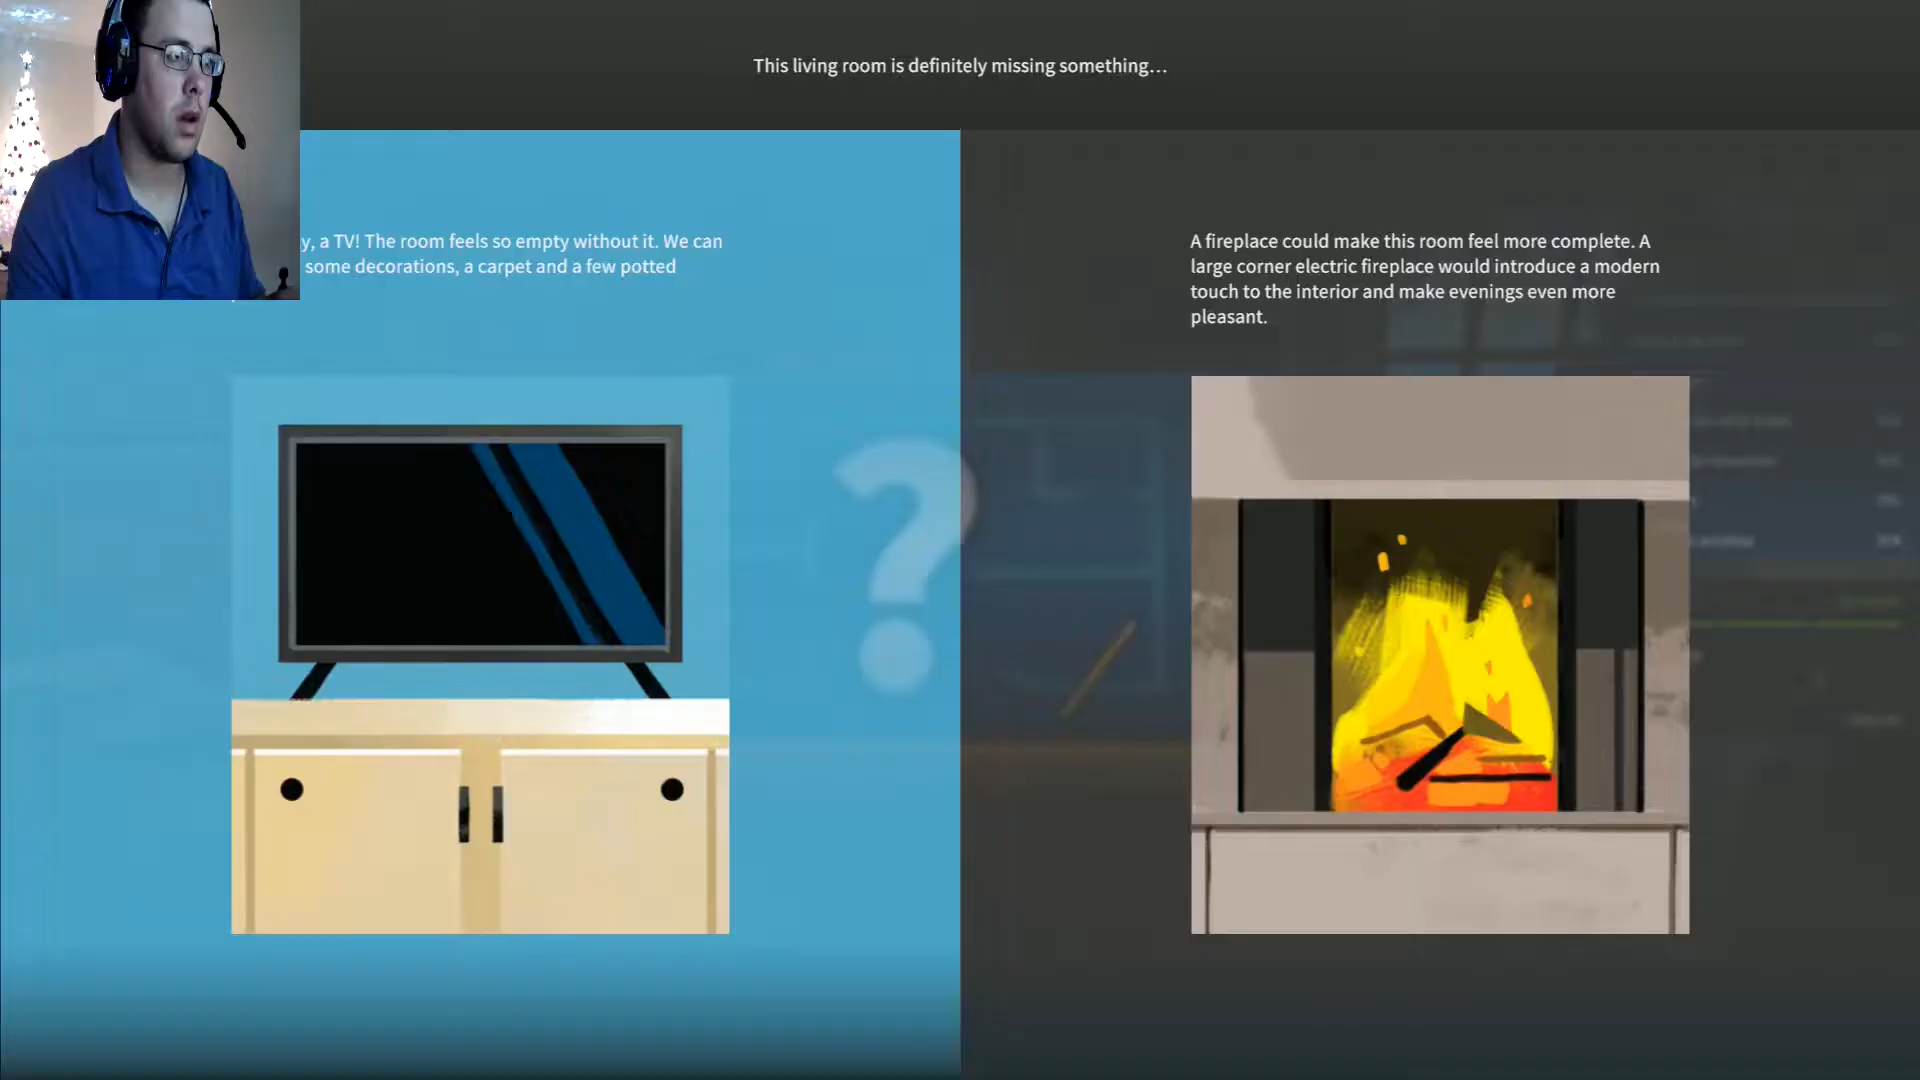 This living room is definitely missing something...
a TV! The room feels so empty without it. We can
some decorations, a carpet and a few potted
A fireplace could make this room feel more complete. A
large corner electric fireplace would introduce a modern
touch to the interior and make evenings even more
pleasant.